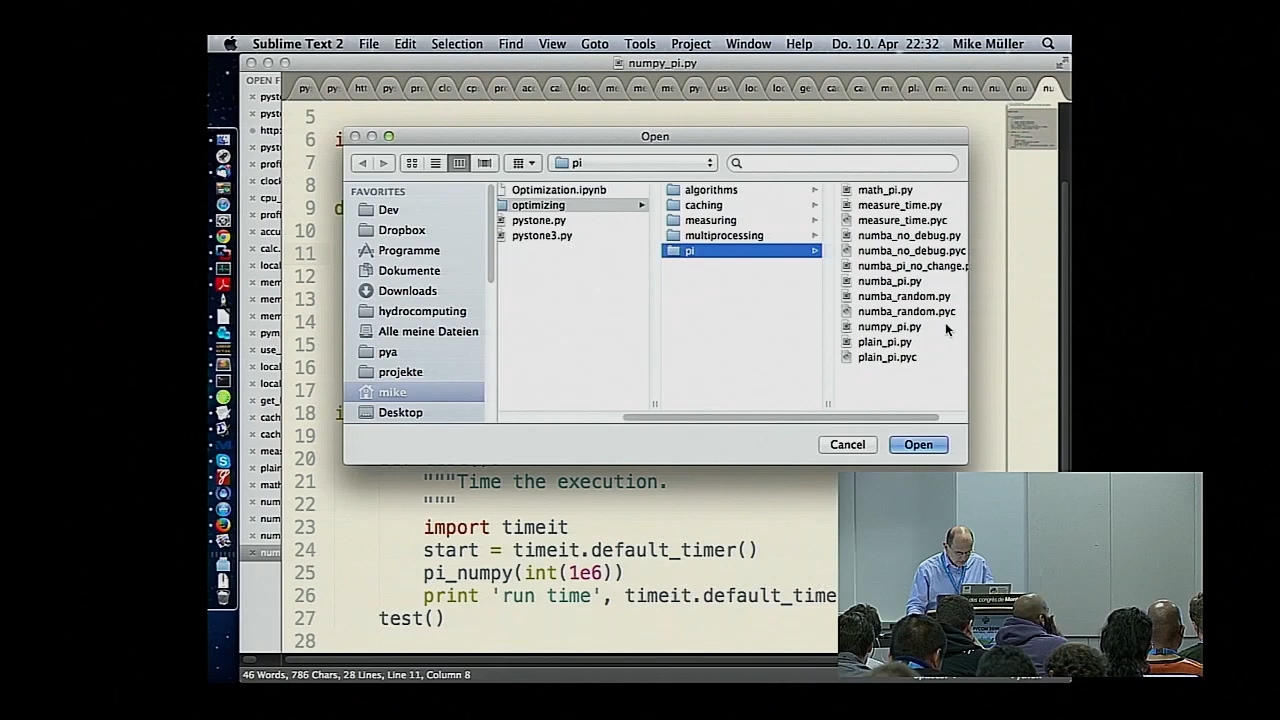 Sublime Text 2 File Edit Selection Find View Goto Tools Project Window Help Do. 10. Apr 22:32 Mike Müller
numpy_pi.py
OPEN F
Open
pi
FAVORITES
Dev
Dropbox
Programme
Dokumente
Downloads
hydrocomputing
Alle meine Dateien
pya
projekte
mike
Desktop
Optimization.ipynb
optimizing
pystone.py
pystone3.py
algorithms
caching
measuring
multiprocessing
pi
math_pi.py
measure_time.py
measure_time.pyc
numba_no_debug.py
numba_no_debug.pyc
numba_pi_no_change.p
numba_pi.py
numba_random.py
numba_random.pyc
numpy_pi.py
plain_pi.py
plain_pi.pyc
Cancel Open
5
6
7
8
9
10
11
12
13
14
15
16
17
18
19
20
21 """Time the execution.
22 """
23 import timeit
24 start = timeit.default_timer()
25 pi_numpy(int(1e6))
26 print 'run time', timeit.default_time
27 test()
28
46 Words, 786 Chars, 28 Lines, Line 11, Column 8